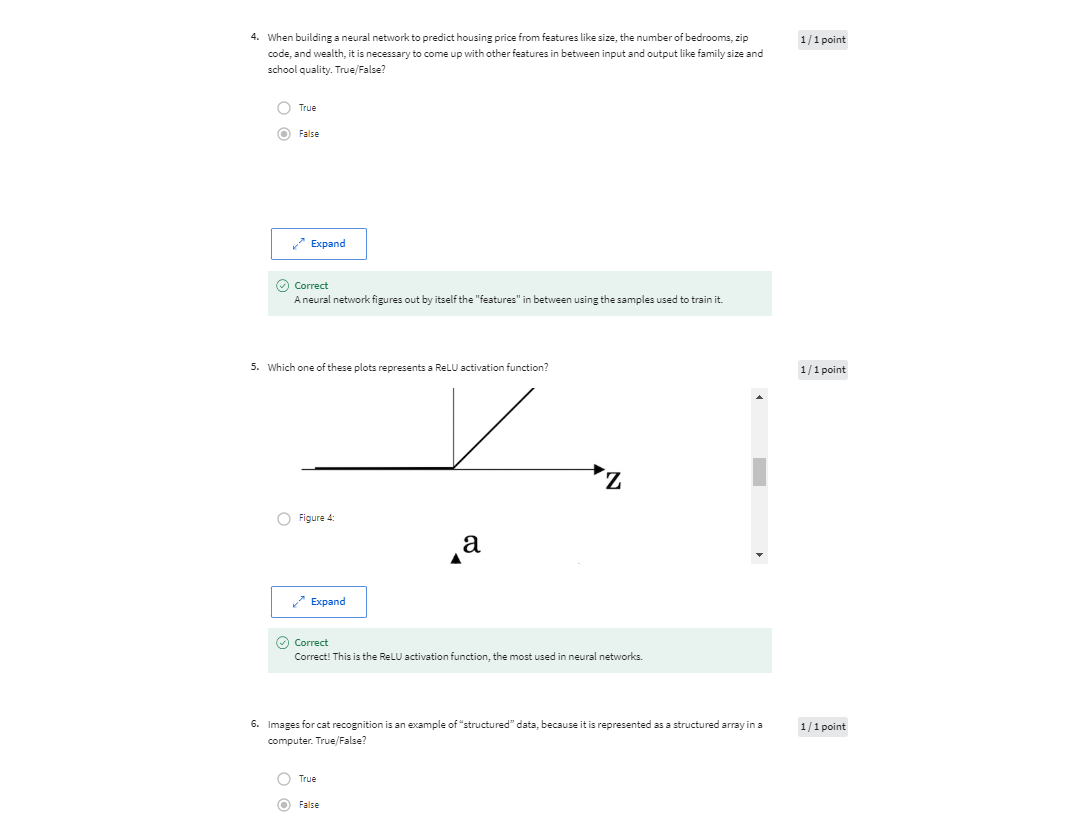 4. When building a neural network to predict housing price from features like size, the number of bedrooms, zip
1 / 1 point
code, and wealth, it is necessary to come up with other features in between input and output like family size and
school quality. True/False?
True
False
Expand
Correct
A neural network figures out by itself the "features" in between using the samples used to train it.
5. Which one of these plots represents a ReLU activation function?
1 / 1 point
z
Figure 4:
a
Expand
Correct
Correct! This is the ReLU activation function, the most used in neural networks.
6. Images for cat recognition is an example of “structured” data, because it is represented as a structured array in a
1 / 1 point
computer. True/False?
True
False